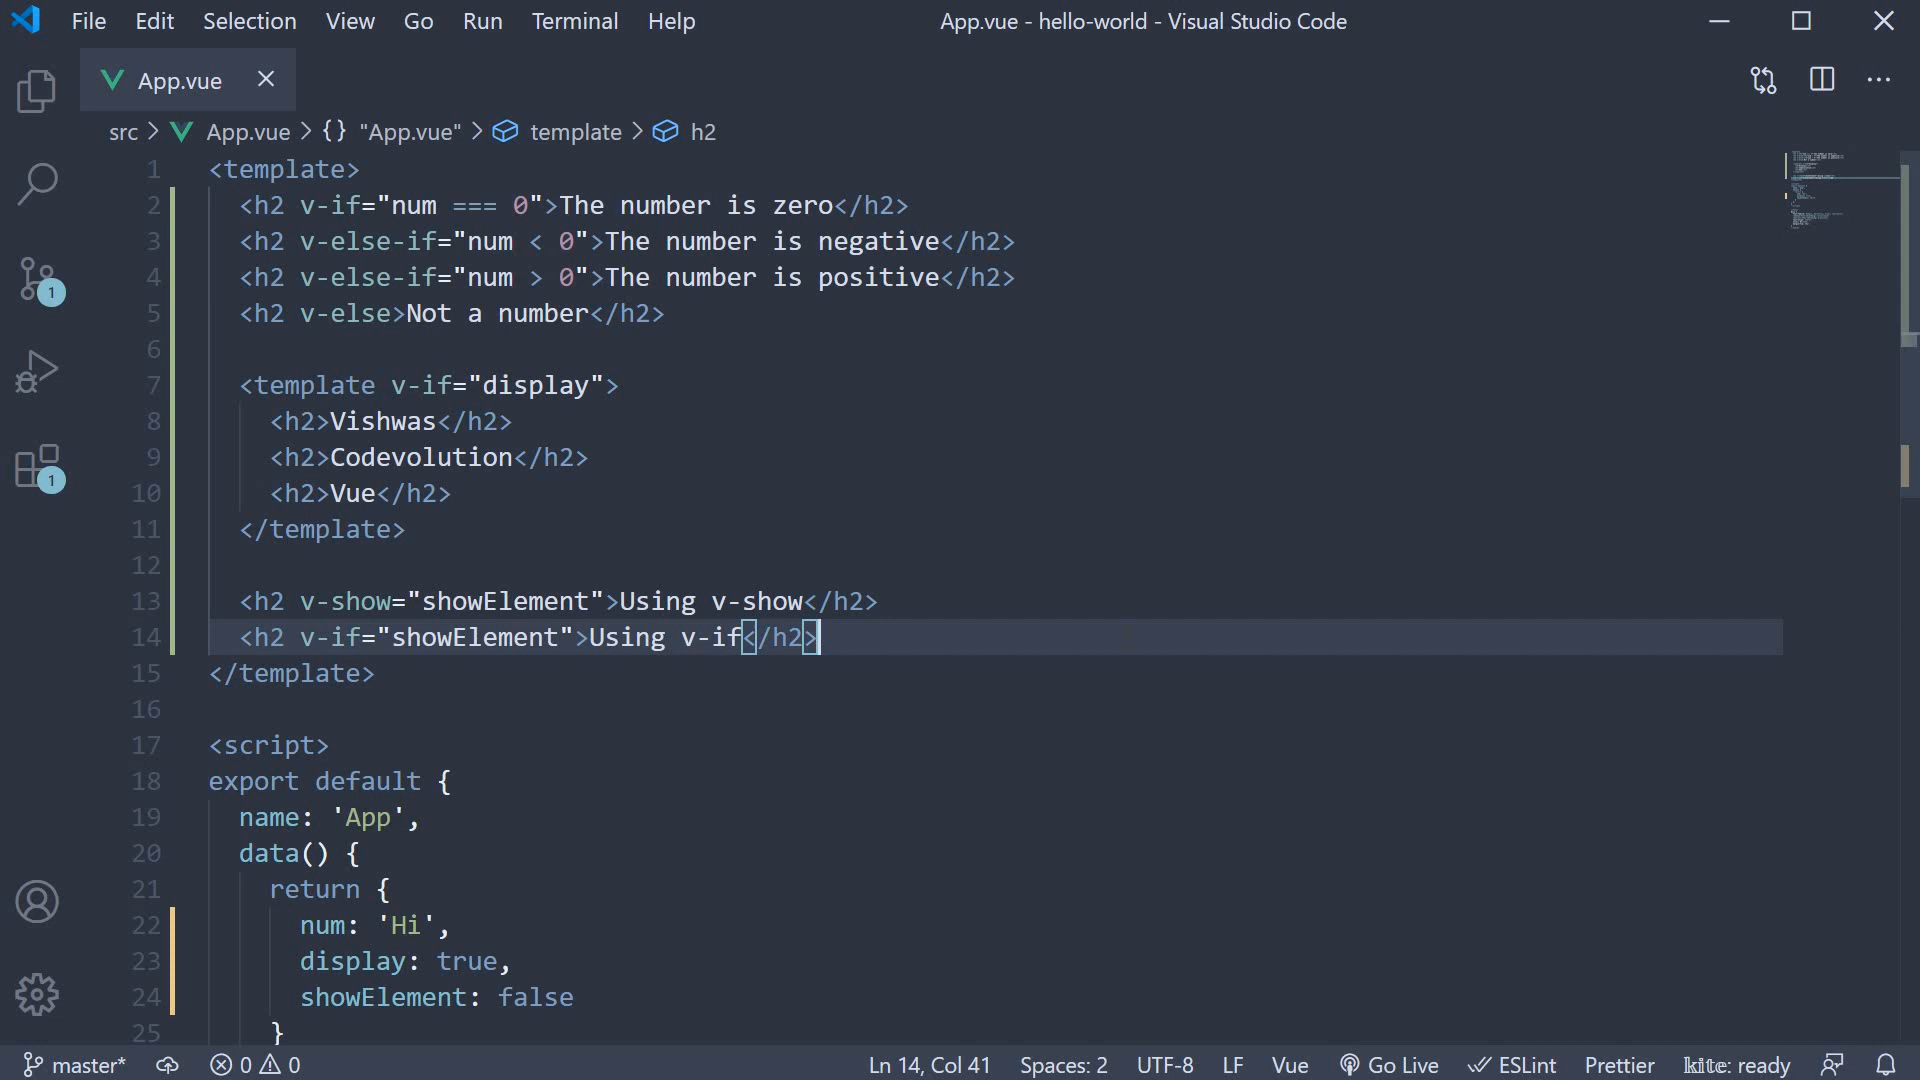 File Edit Selection View Go Run Terminal Help App.vue - hello-world - Visual Studio Code
App.vue
src > App.vue > {} "App.vue" > template > h2
1 <template>
2   <h2 v-if="num === 0">The number is zero</h2>
3   <h2 v-else-if="num < 0">The number is negative</h2>
4   <h2 v-else-if="num > 0">The number is positive</h2>
5   <h2 v-else>Not a number</h2>
6
7   <template v-if="display">
8     <h2>Vishwas</h2>
9     <h2>Codevolution</h2>
10     <h2>Vue</h2>
11   </template>
12
13   <h2 v-show="showElement">Using v-show</h2>
14   <h2 v-if="showElement">Using v-if</h2>
15 </template>
16
17 <script>
18 export default {
19   name: 'App',
20   data() {
21     return {
22       num: 'Hi',
23       display: true,
24       showElement: false
25     }
1
1
master* 0 0 Ln 14, Col 41 Spaces: 2 UTF-8 LF Vue Go Live ESLint Prettier kite: ready